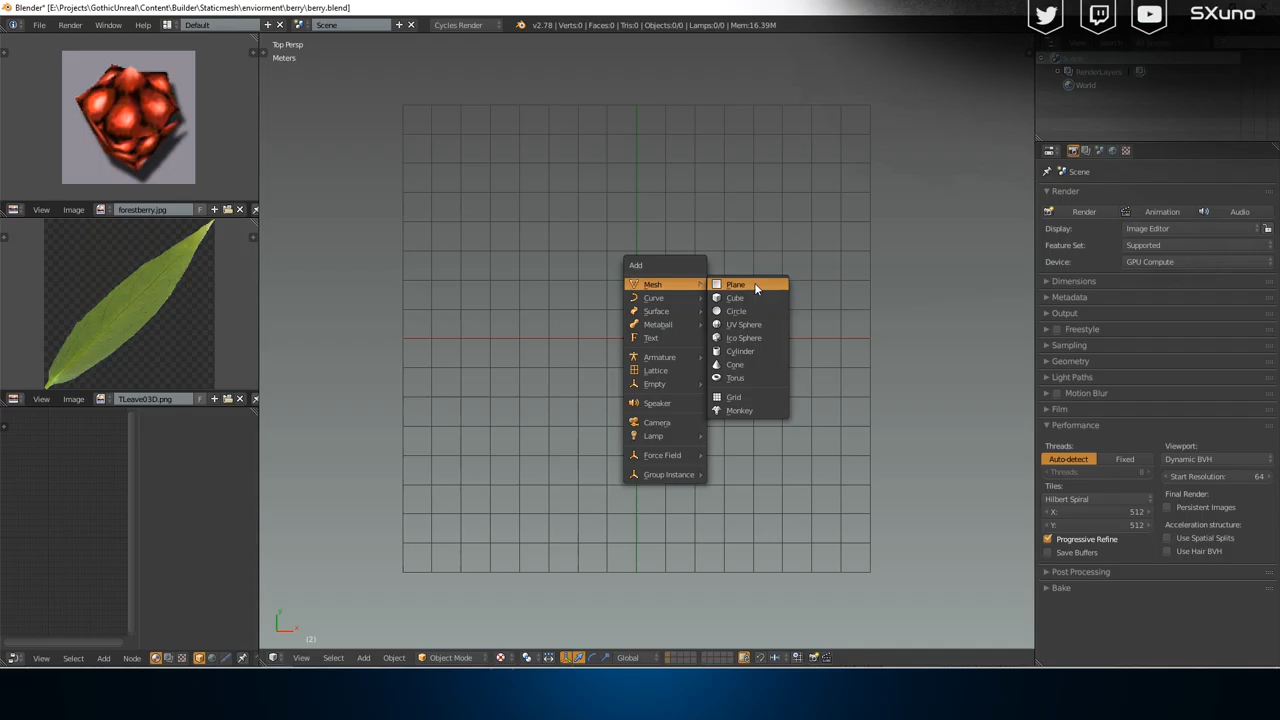 Blender* [E:\Projects\GothicUnreal\Content\Builder\Staticmesh\enviorment\berry\berry.blend]
File Render Window Help Default Scene Cycles Render v2.78 | Verts:0 | Faces:0 | Tris:0 | Objects:0/0 | Lamps:0/0 | Mem:16.39M
SXuno
Top Persp
Meters
View Search All Scenes
Scene
RenderLayers
World
Scene
Render
Render Animation Audio
Display: Image Editor
Feature Set: Supported
Device: GPU Compute
Dimensions
Metadata
Output
Freestyle
Sampling
Geometry
Light Paths
Motion Blur
Film
Performance
Threads: Viewport:
Auto-detect Fixed Dynamic BVH
Threads: 8 Start Resolution: 64
Tiles: Final Render:
Hilbert Spiral Persistent Images
X: 512 Acceleration structure:
Y: 512 Use Spatial Splits
Progressive Refine Use Hair BVH
Save Buffers
Post Processing
Bake
View Image forestberry.jpg F
View Image TLeave03D.png F
Add
Mesh
Curve
Surface
Metaball
Text
Armature
Lattice
Empty
Speaker
Camera
Lamp
Force Field
Group Instance
Plane
Cube
Circle
UV Sphere
Ico Sphere
Cylinder
Cone
Torus
Grid
Monkey
y
x
(2)
View Select Add Node
View Select Add Object Object Mode Global